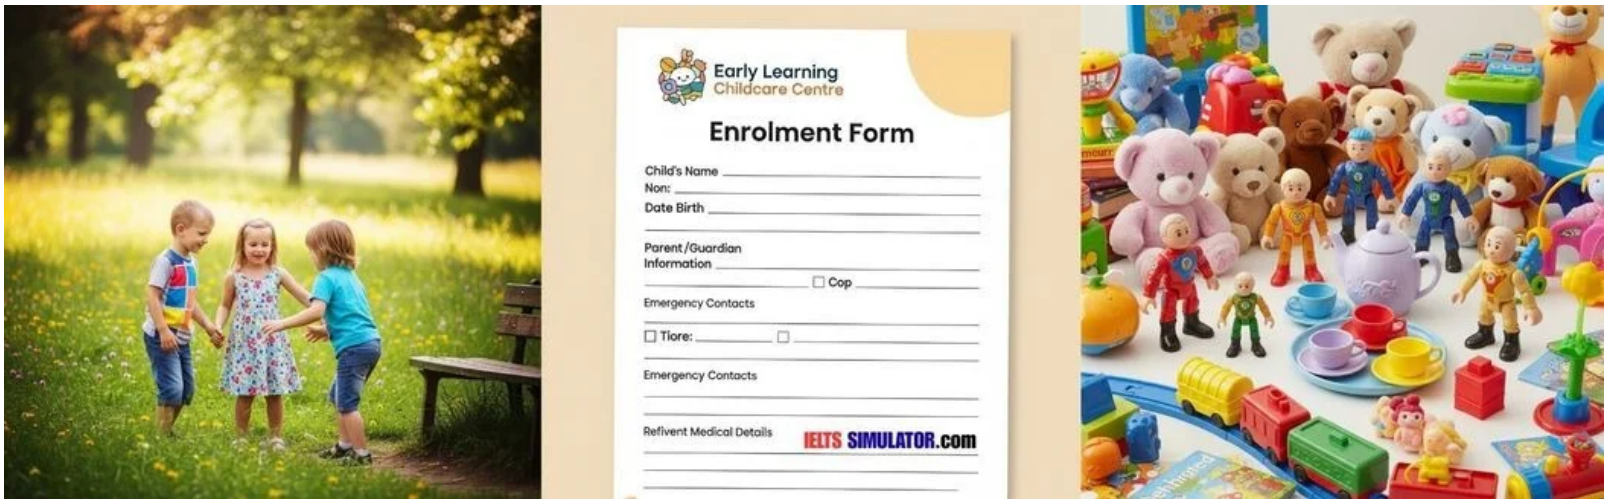 Early Learning
Childcare Centre
Enrolment Form
Child's Name
Non:
Date Birth
Parent/Guardian
Information
Cop
Emergency Contacts
Tiore:
Emergency Contacts
Refivent Medical Details
IELTS SIMULATOR.com